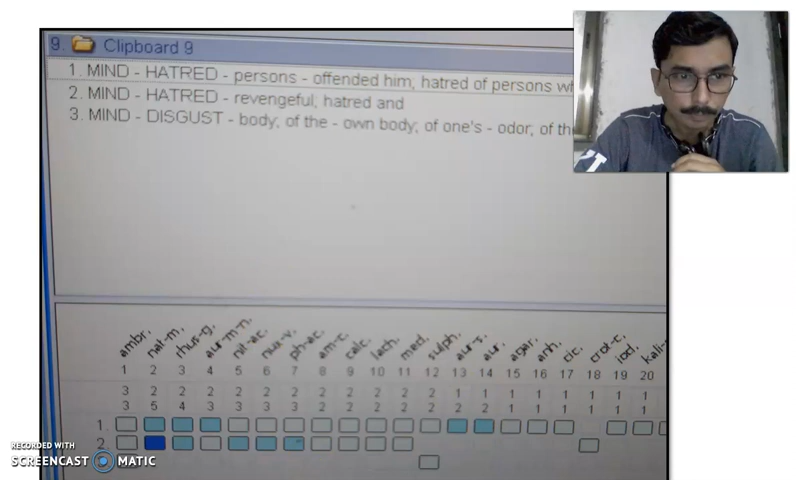 9. Clipboard 9
1. MIND - HATRED - persons - offended him, hatred of persons
2. MIND - HATRED - revengeful; hatred and
3. MIND - DISGUST - body; of the - own body; of one's - odor; of
ambr. nat-m. rhus-g. aur-m-n. nit-ac. nux-v. ph-ac. am-c. calc. lach. med. sulph. aur-s. aur. agar. anh. cic. crot-c. iod. kali-
1 2 3 4 5 6 7 8 9 10 11 12 13 14 15 16 17 18 19 20
3 2 2 2 2 2 2 2 2 2 2 2 1 1 1 1 1 1 1 1
3 5 4 3 3 3 3 2 2 2 2 2 2 2 1 1 1 1 1 1
1.
2.
RECORDED WITH
SCREENCAST MATIC